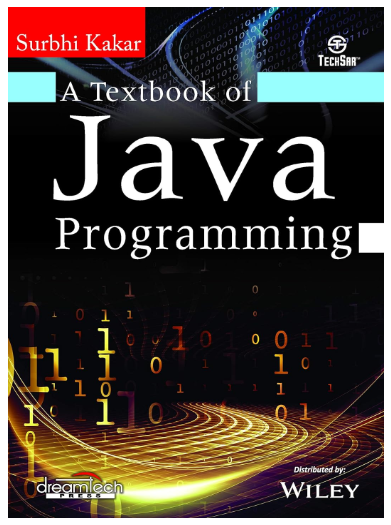 Surbhi Kakar
TECHSAR
A Textbook of
Java
Programming
Distributed by:
dreamtech
PRESS
WILEY